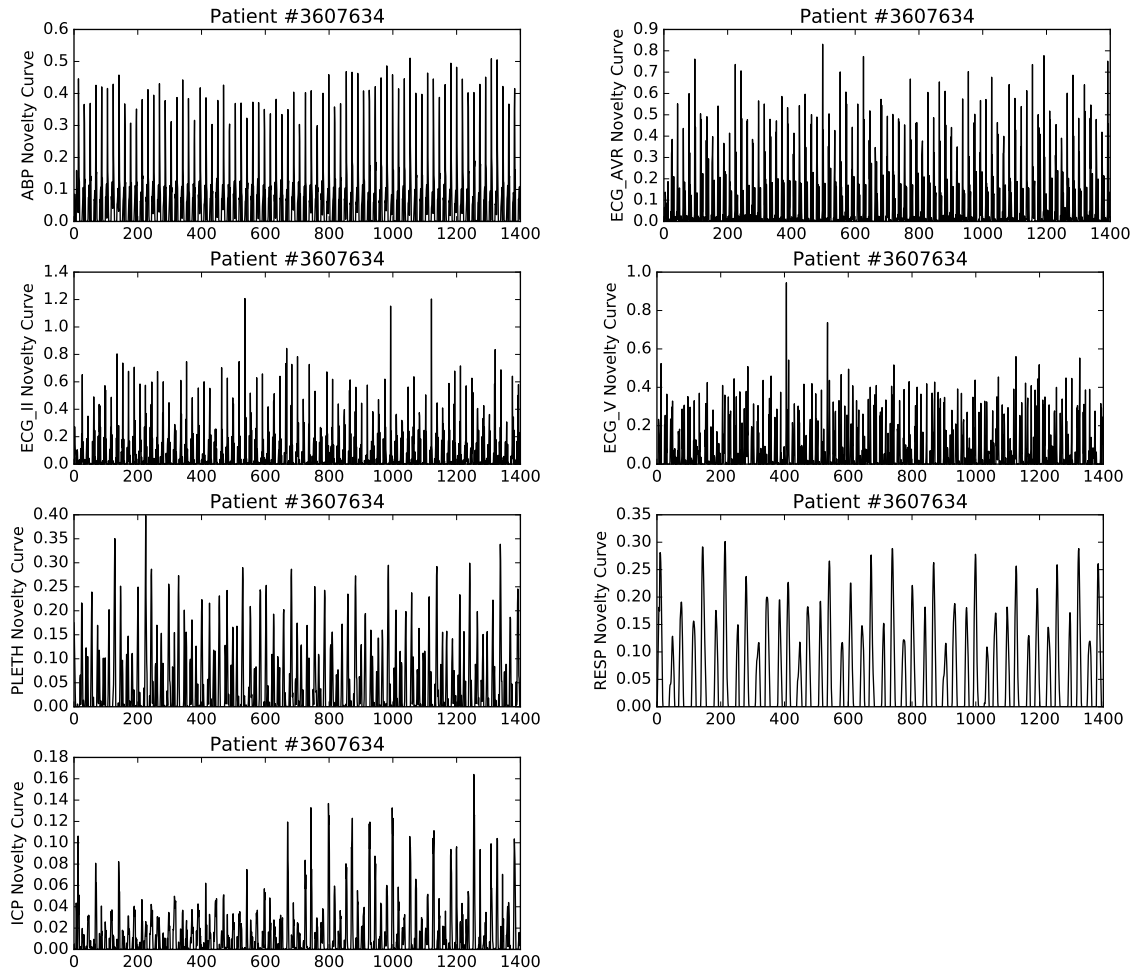 Patient #3607634
ABP Novelty Curve
0.6
0.5
0.4
0.3
0.2
0.1
0.0
0 200 400 600 800 1000 1200 1400
Patient #3607634
ECG_AVR Novelty Curve
0.9
0.8
0.7
0.6
0.5
0.4
0.3
0.2
0.1
0.0
0 200 400 600 800 1000 1200 1400
Patient #3607634
ECG_II Novelty Curve
1.4
1.2
1.0
0.8
0.6
0.4
0.2
0.0
0 200 400 600 800 1000 1200 1400
Patient #3607634
ECG_V Novelty Curve
1.0
0.8
0.6
0.4
0.2
0.0
0 200 400 600 800 1000 1200 1400
Patient #3607634
PLETH Novelty Curve
0.40
0.35
0.30
0.25
0.20
0.15
0.10
0.05
0.00
0 200 400 600 800 1000 1200 1400
Patient #3607634
RESP Novelty Curve
0.35
0.30
0.25
0.20
0.15
0.10
0.05
0.00
0 200 400 600 800 1000 1200 1400
Patient #3607634
ICP Novelty Curve
0.18
0.16
0.14
0.12
0.10
0.08
0.06
0.04
0.02
0.00
0 200 400 600 800 1000 1200 1400